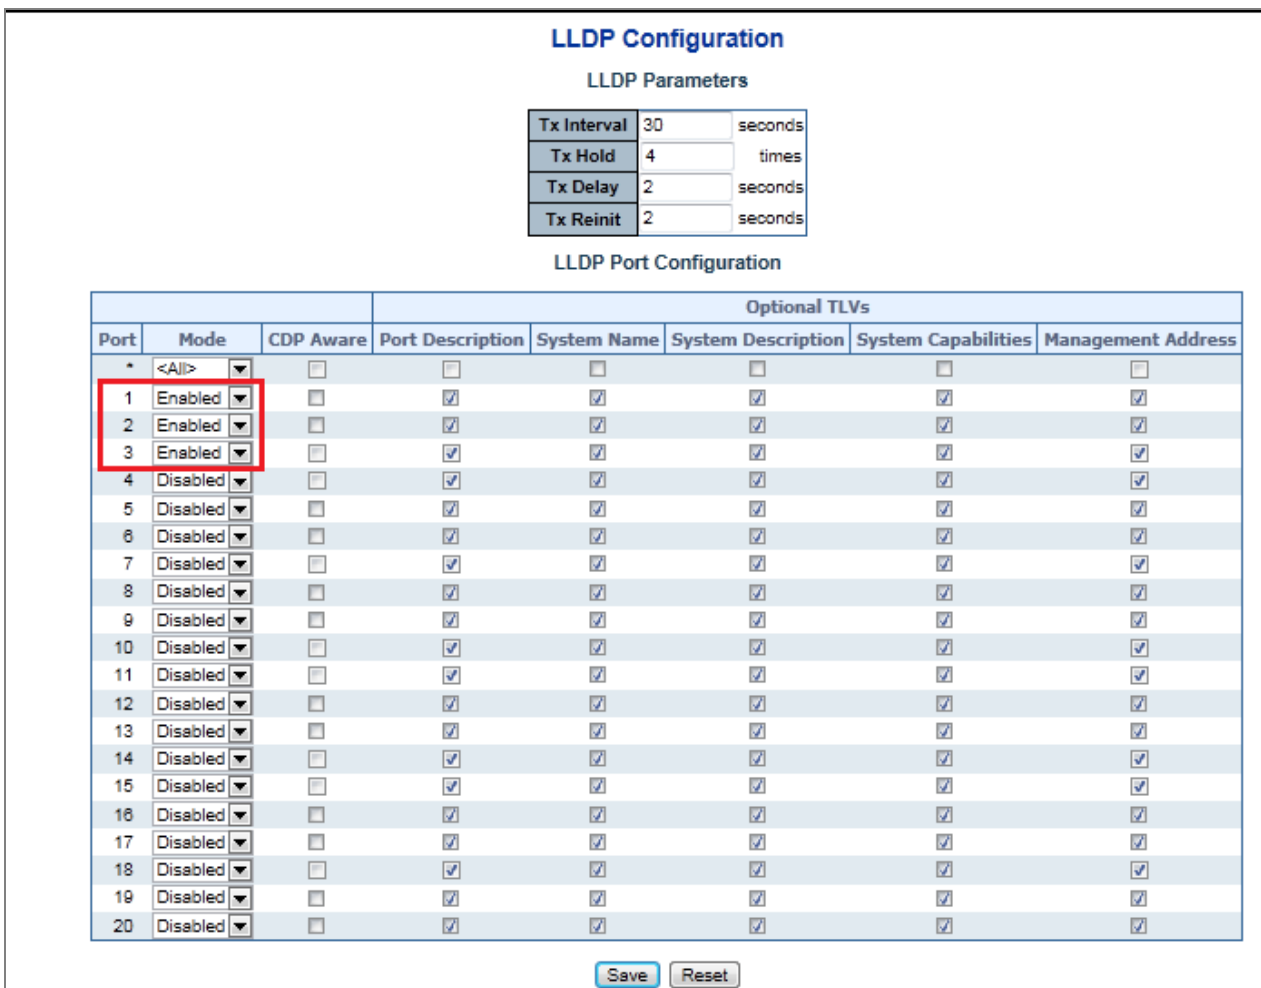 LLDP Configuration
LLDP Parameters
Tx Interval 30 seconds
Tx Hold 4 times
Tx Delay 2 seconds
Tx Reinit 2 seconds
LLDP Port Configuration
Optional TLVs
Port Mode CDP Aware Port Description System Name System Description System Capabilities Management Address
* <All>
1 Enabled
2 Enabled
3 Enabled
4 Disabled
5 Disabled
6 Disabled
7 Disabled
8 Disabled
9 Disabled
10 Disabled
11 Disabled
12 Disabled
13 Disabled
14 Disabled
15 Disabled
16 Disabled
17 Disabled
18 Disabled
19 Disabled
20 Disabled
Save Reset